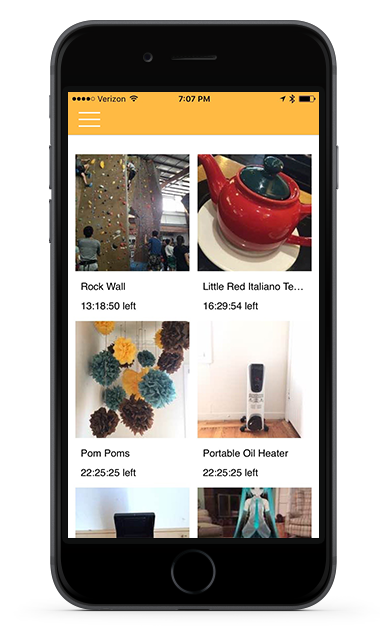 Verizon 7:07 PM
Rock Wall
13:18:50 left
Little Red Italiano Te…
16:29:54 left
Pom Poms
22:25:25 left
Portable Oil Heater
22:25:25 left